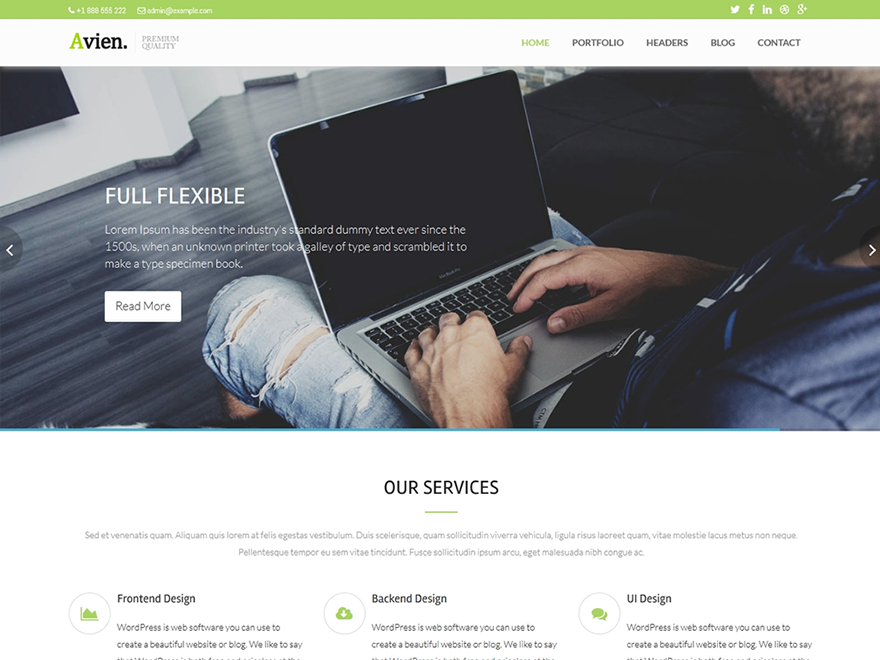 +1 888 555 222 admin@example.com
Avien. PREMIUM QUALITY
HOME PORTFOLIO HEADERS BLOG CONTACT
FULL FLEXIBLE
Lorem Ipsum has been the industry's standard dummy text ever since the
1500s, when an unknown printer took a galley of type and scrambled it to
make a type specimen book.
Read More
OUR SERVICES
Sed et venenatis quam. Aliquam quis lorem at felis egestas vestibulum. Duis scelerisque, quam sollicitudin viverra vehicula, ligula risus laoreet quam, vitae molestie lacus metus non neque.
Pellentesque tempor eu sem vitae tincidunt. Fusce sollicitudin ipsum arcu, eget malesuada nibh congue ac.
Frontend Design
WordPress is web software you can use to
create a beautiful website or blog. We like to say
Backend Design
WordPress is web software you can use to
create a beautiful website or blog. We like to say
UI Design
WordPress is web software you can use to
create a beautiful website or blog. We like to say